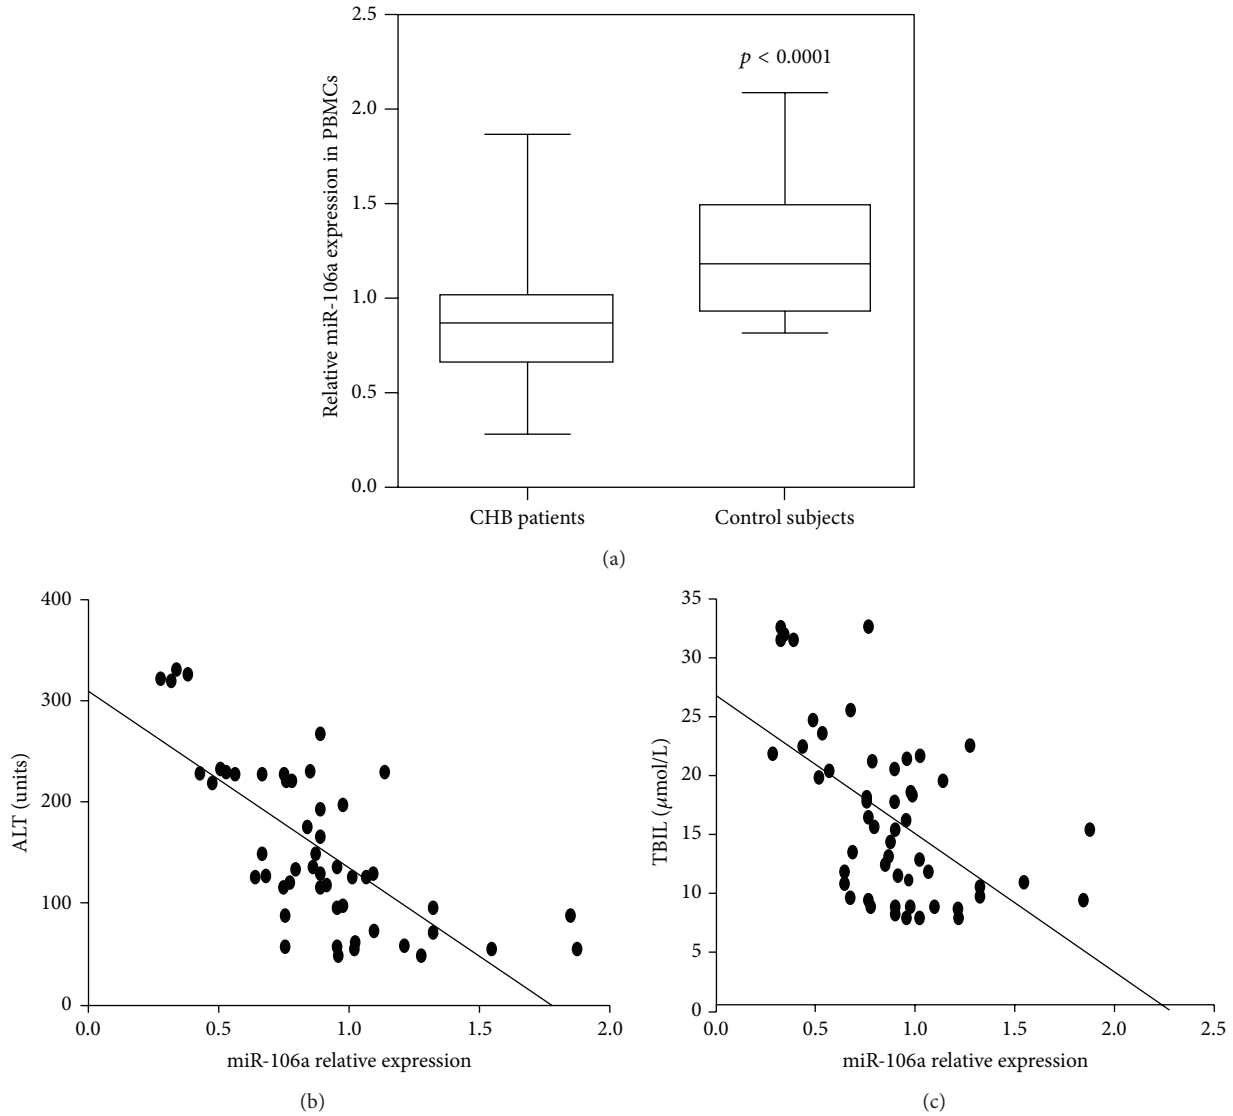 2.5
2.0
1.5
1.0
0.5
0.0
Relative miR-106a expression in PBMCs
p < 0.0001
CHB patients
Control subjects
(a)
400
300
200
100
0
ALT (units)
0.0
0.5
1.0
1.5
2.0
miR-106a relative expression
(b)
35
30
25
20
15
10
5
0
TBIL (μmol/L)
0.0
0.5
1.0
1.5
2.0
2.5
miR-106a relative expression
(c)